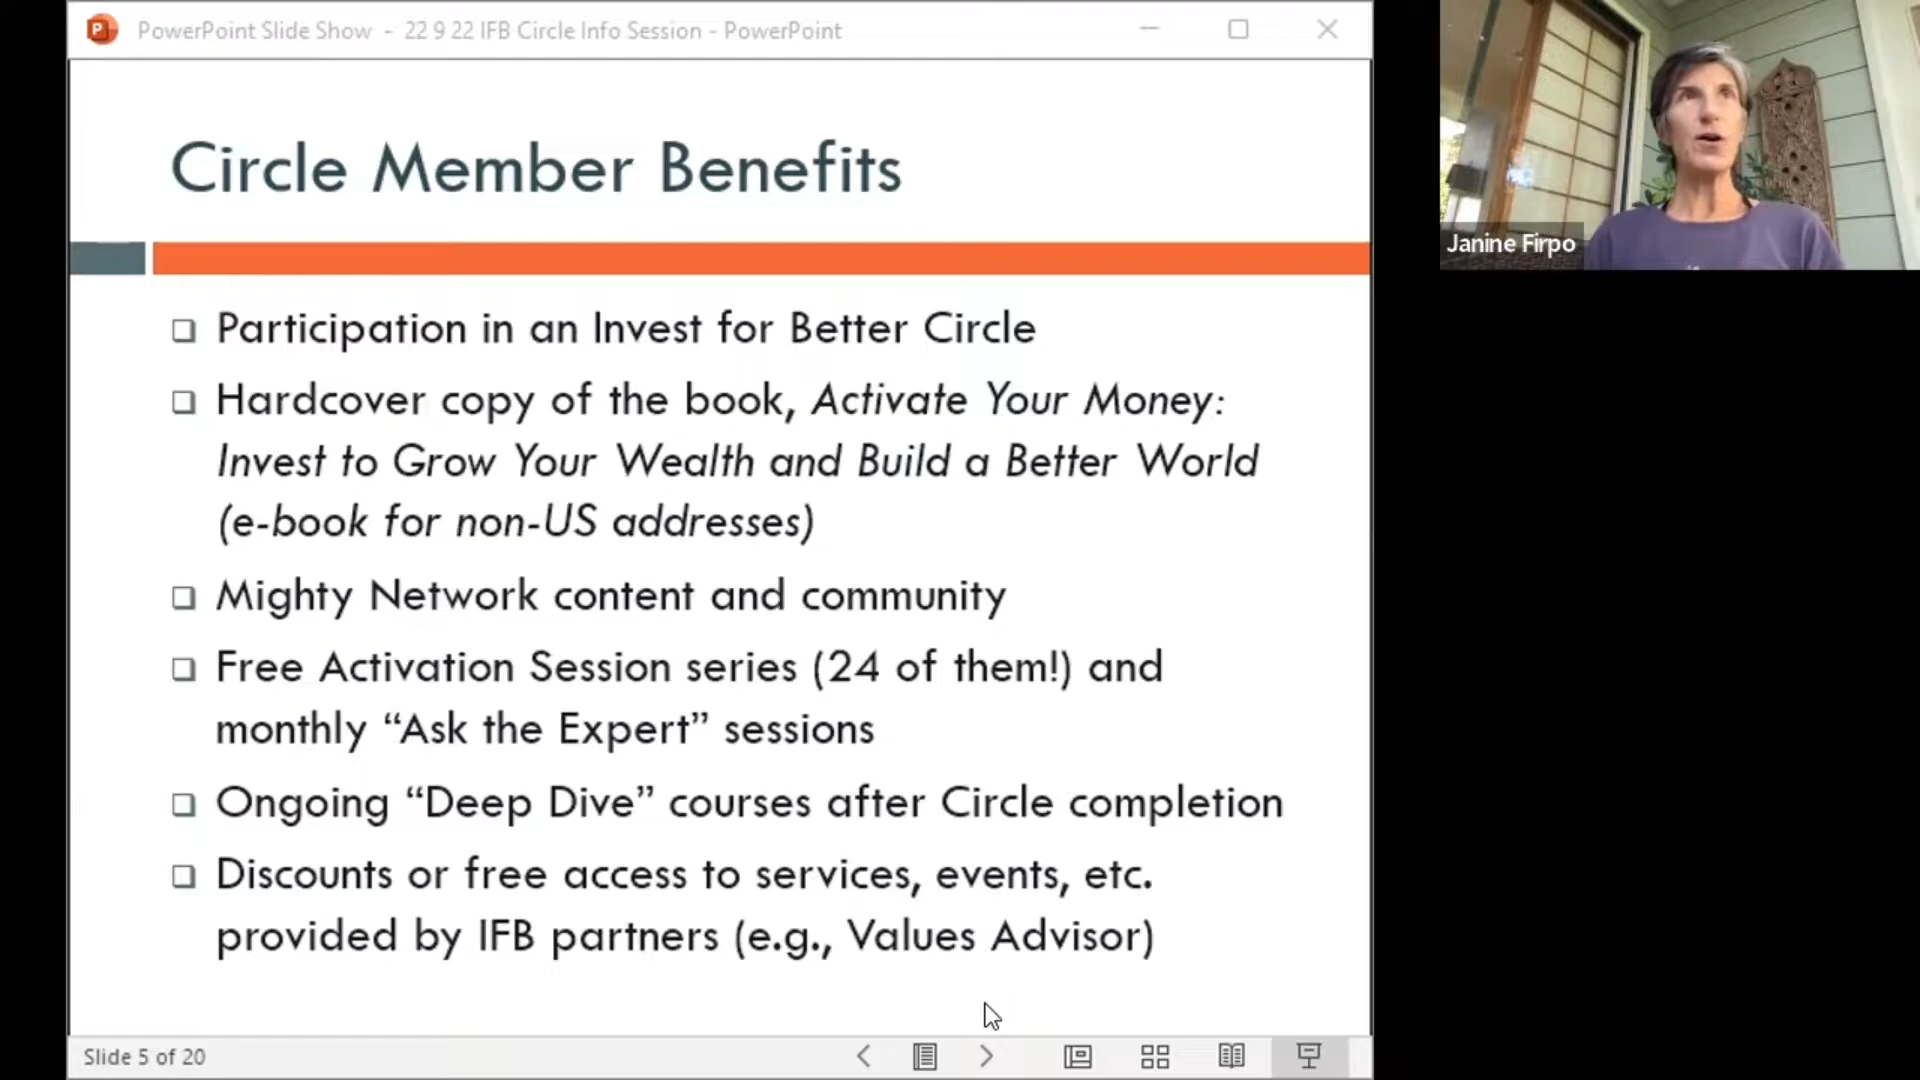 PowerPoint Slide Show - 22 9 22 IFB Circle Info Session - PowerPoint
Circle Member Benefits
Participation in an Invest for Better Circle
Hardcover copy of the book, Activate Your Money:
Invest to Grow Your Wealth and Build a Better World
(e-book for non-US addresses)
Mighty Network content and community
Free Activation Session series (24 of them!) and
monthly “Ask the Expert” sessions
Ongoing “Deep Dive” courses after Circle completion
Discounts or free access to services, events, etc.
provided by IFB partners (e.g., Values Advisor)
Slide 5 of 20
Janine Firpo